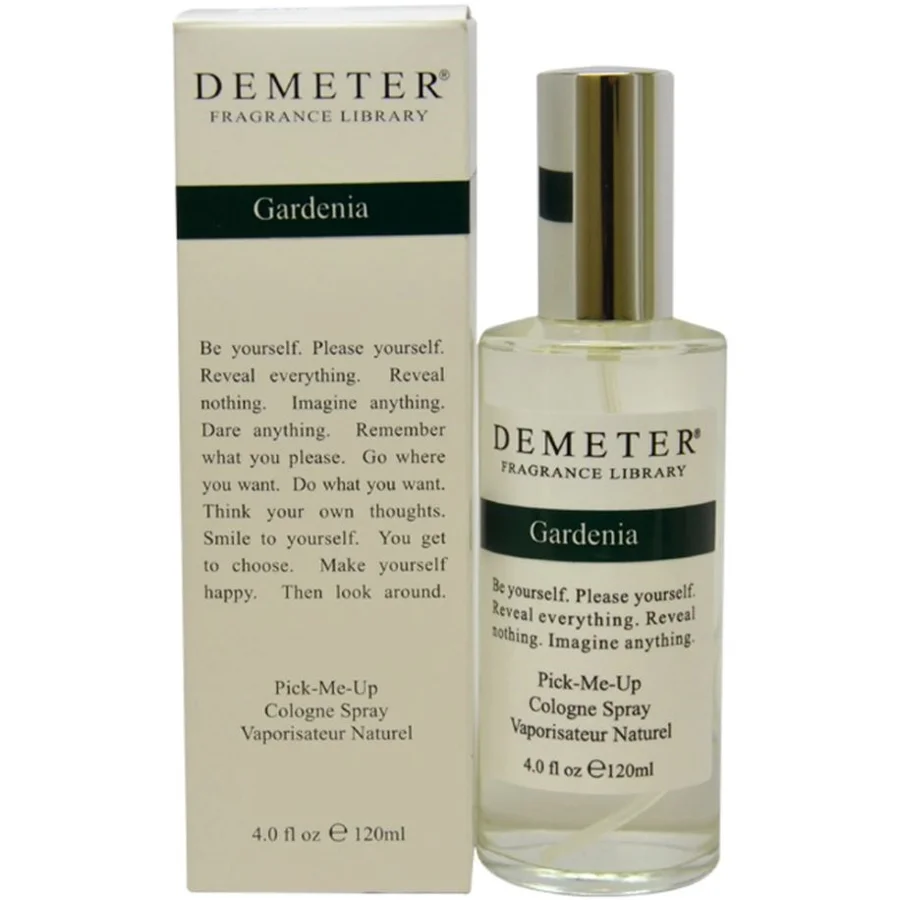 DEMETER®
FRAGRANCE LIBRARY
Gardenia
Be yourself. Please yourself.
Reveal everything. Reveal
nothing. Imagine anything.
Dare anything. Remember
what you please. Go where
you want. Do what you want.
Think your own thoughts.
Smile to yourself. You get
to choose. Make yourself
happy. Then look around.
Pick-Me-Up
Cologne Spray
Vaporisateur Naturel
4.0 fl oz ℮ 120ml
DEMETER®
FRAGRANCE LIBRARY
Gardenia
Be yourself. Please yourself.
Reveal everything. Reveal
nothing. Imagine anything.
Pick-Me-Up
Cologne Spray
Vaporisateur Naturel
4.0 fl oz ℮120ml